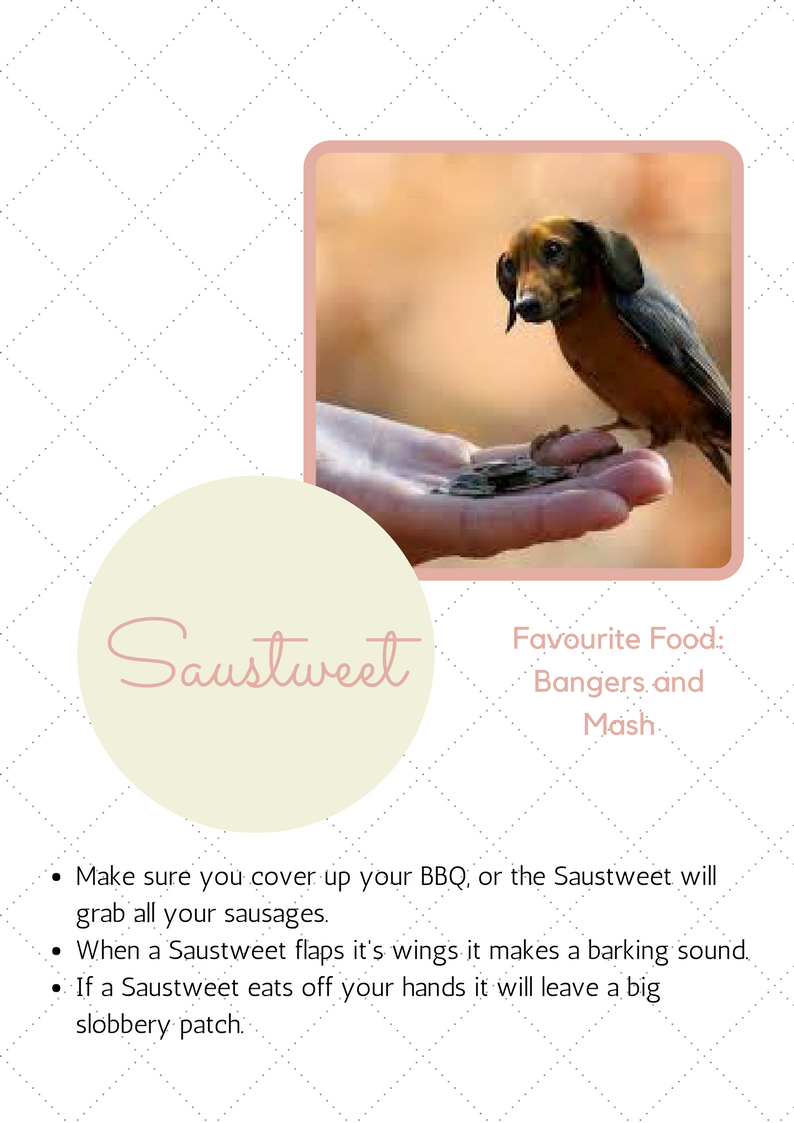 Saustweet
Favourite Food:
Bangers and
Mash
• Make sure you cover up your BBQ, or the Saustweet will
grab all your sausages.
• When a Saustweet flaps it's wings it makes a barking sound.
• If a Saustweet eats off your hands it will leave a big
slobbery patch.